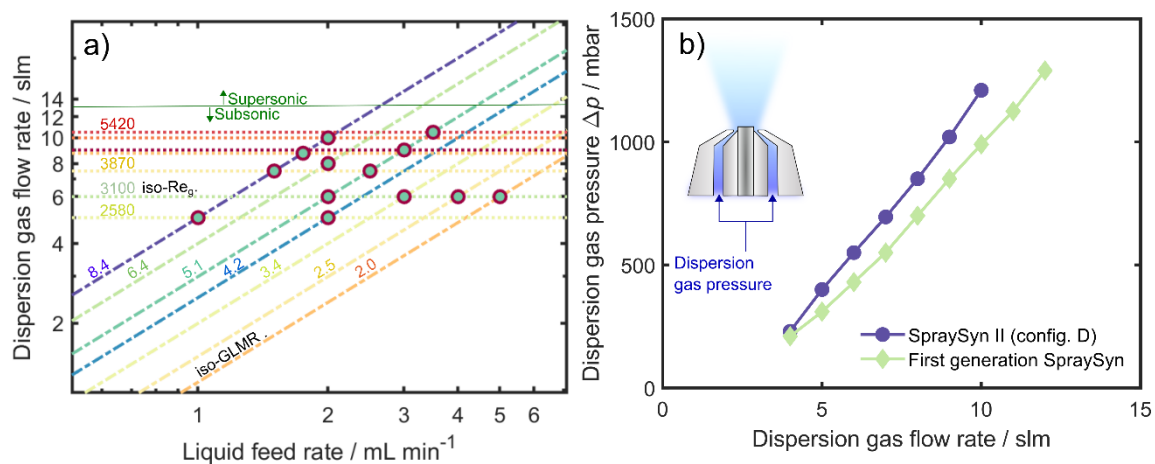 a)
Dispersion gas flow rate / slm
14
12
10
8
6
4
2
Supersonic
Subsonic
5420
3870
3100 iso-Reg.
2580
8.4
6.4
5.1
4.2
3.4
2.5
2.0
iso-GLMR .
1
2
3
4
5
6
Liquid feed rate / mL min⁻¹
b)
Dispersion gas pressure Δp / mbar
1500
1000
500
0
Dispersion
gas pressure
SpraySyn II (config. D)
First generation SpraySyn
0
5
10
15
Dispersion gas flow rate / slm